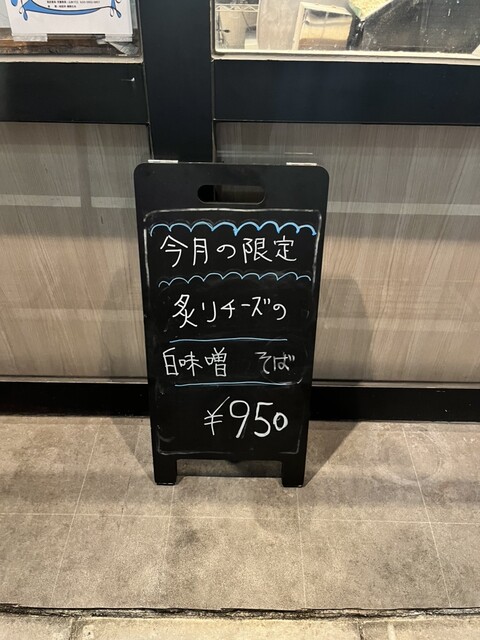 今月の限定
炙りチーズの
白味噌 そば
¥950